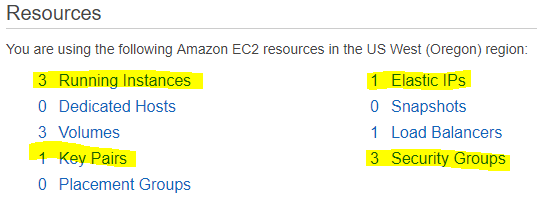 Resources
You are using the following Amazon EC2 resources in the US West (Oregon) region:
3 Running Instances
1 Elastic IPs
0 Dedicated Hosts
0 Snapshots
3 Volumes
1 Load Balancers
1 Key Pairs
3 Security Groups
0 Placement Groups